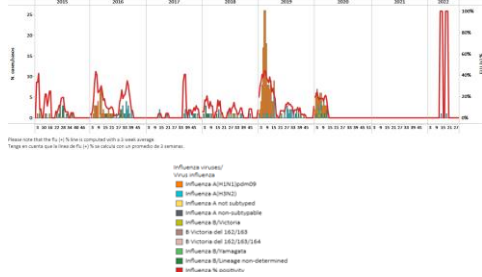 2015 2016 2017 2018 2019 2020 2021 2022
25
20
15
10
5
0
100%
80%
60%
40%
20%
0%
Please note that the flu (+) % line is computed with a 3-week average.
Tenga en cuenta que la línea de flu (+) % se calcula con un promedio de 3 semanas.
Influenza viruses/
Virus influenza
Influenza A(H1N1)pdm09
Influenza A(H3N2)
Influenza A not subtyped
Influenza A non-subtypable
Influenza B/Victoria
B Victoria del 162/163
B Victoria del 162/163/164
Influenza B/Yamagata
Influenza B/Lineage non-determined
Influenza % positivity